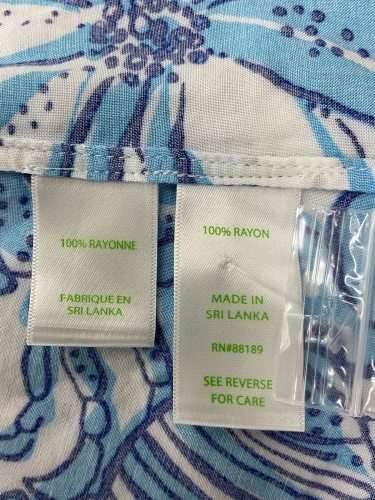 100% RAYONNE
FABRIQUE EN
SRI LANKA
100% RAYON
MADE IN
SRI LANKA
RN#88189
SEE REVERSE
FOR CARE